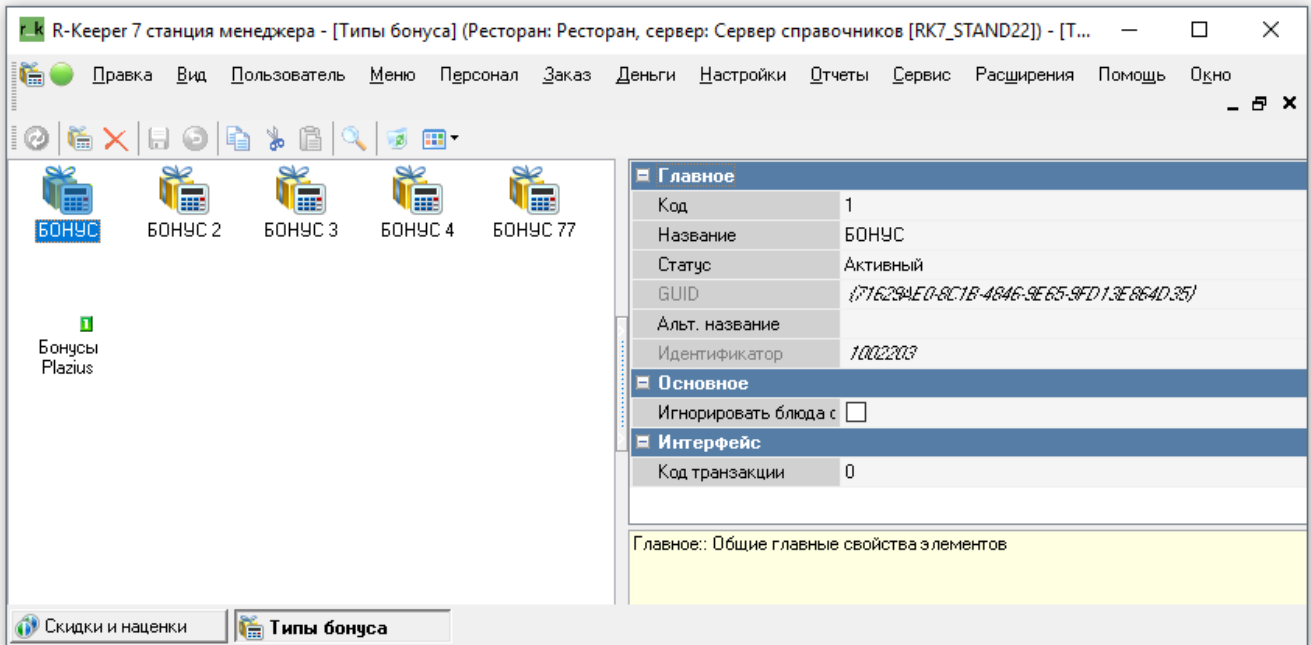 r_k R-Keeper 7 станция менеджера - [Типы бонуса] (Ресторан: Ресторан, сервер: Сервер справочников [RK7_STAND22]) - [Т...
Правка Вид Пользователь Меню Персонал Заказ Деньги Настройки Отчеты Сервис Расширения Помощь Окно
БОНУС БОНУС 2 БОНУС 3 БОНУС 4 БОНУС 77
1
Бонусы
Plazius
Главное
Код 1
Название БОНУС
Статус Активный
GUID {71629AE0-8C1B-4846-9E65-9FD13E864D35}
Альт. название
Идентификатор 1002203
Основное
Игнорировать блюда с
Интерфейс
Код транзакции 0
Главное:: Общие главные свойства элементов
Скидки и наценки Типы бонуса